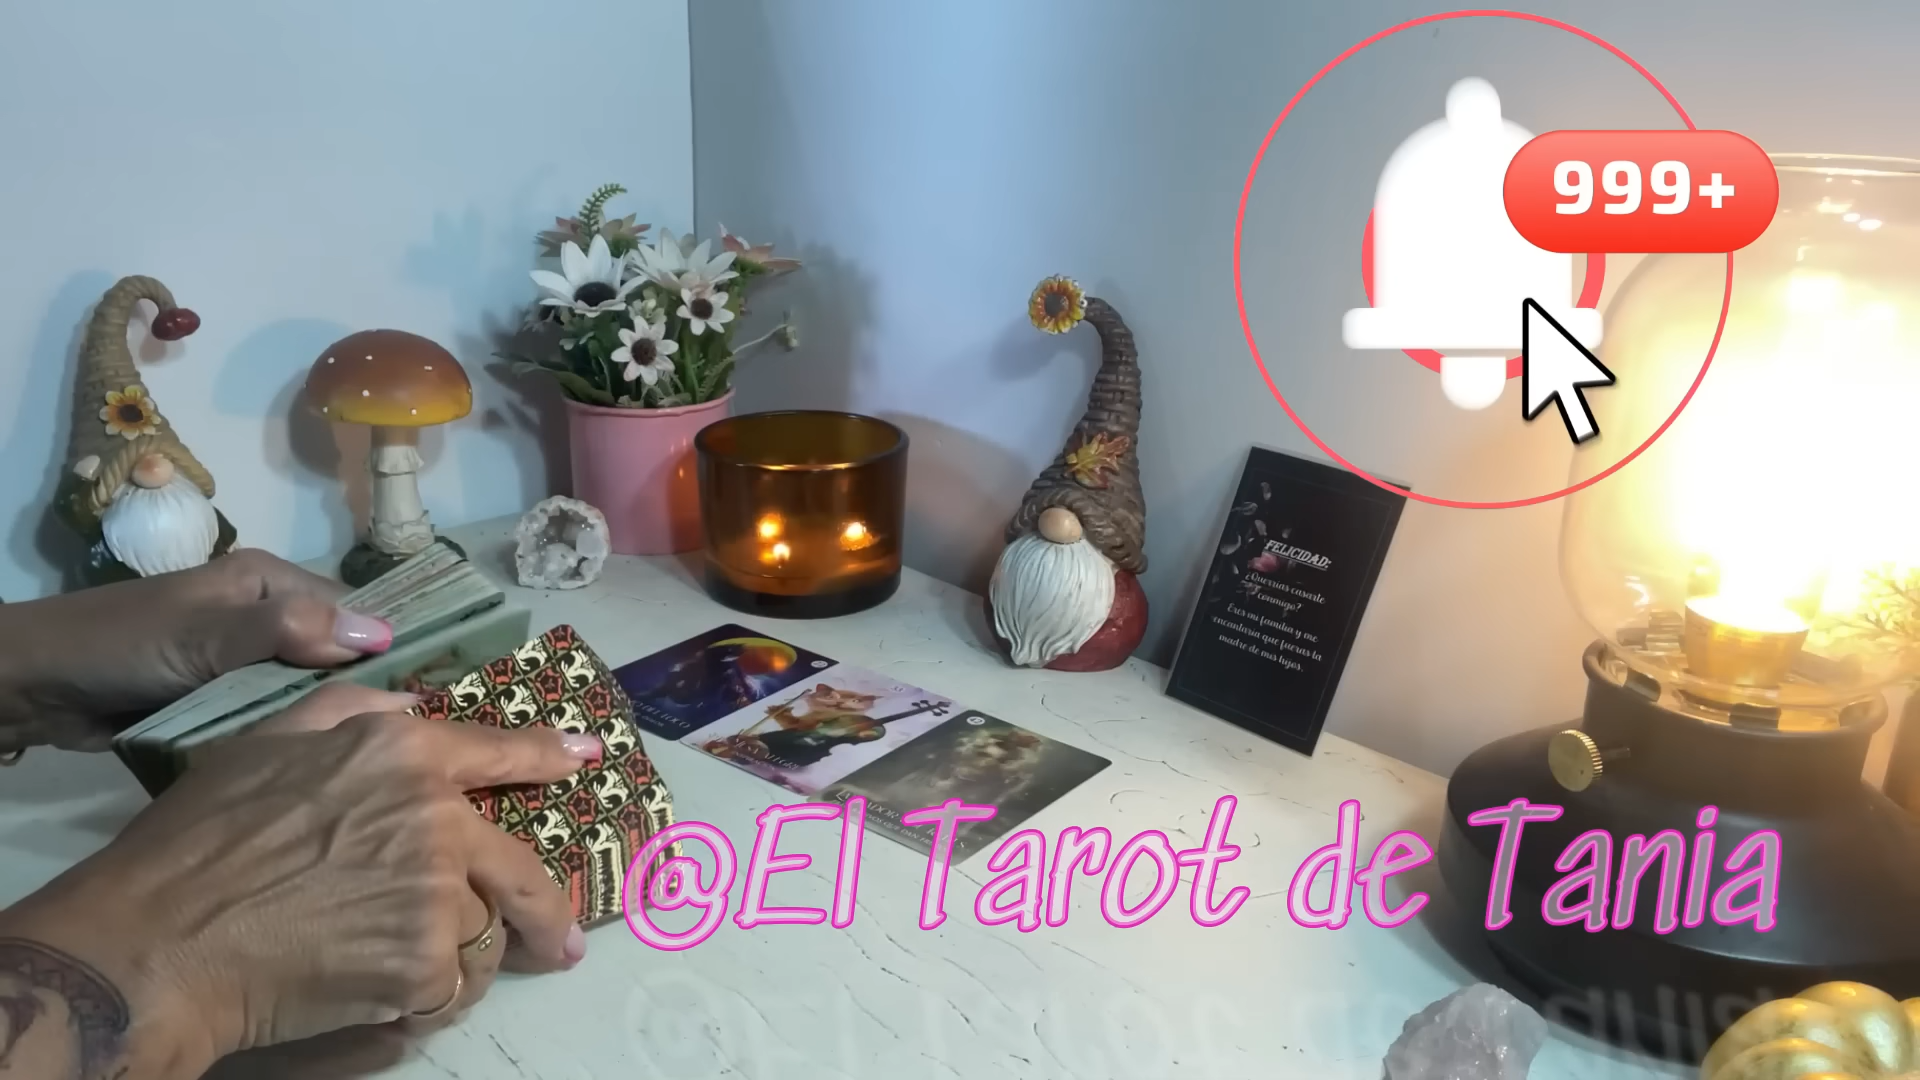 999+
FELICIDAD:
¿Querrías casarte
conmigo?
Eres mi familia y me
encantaría que fueras la
madre de mis hijos.
@El Tarot de Tania